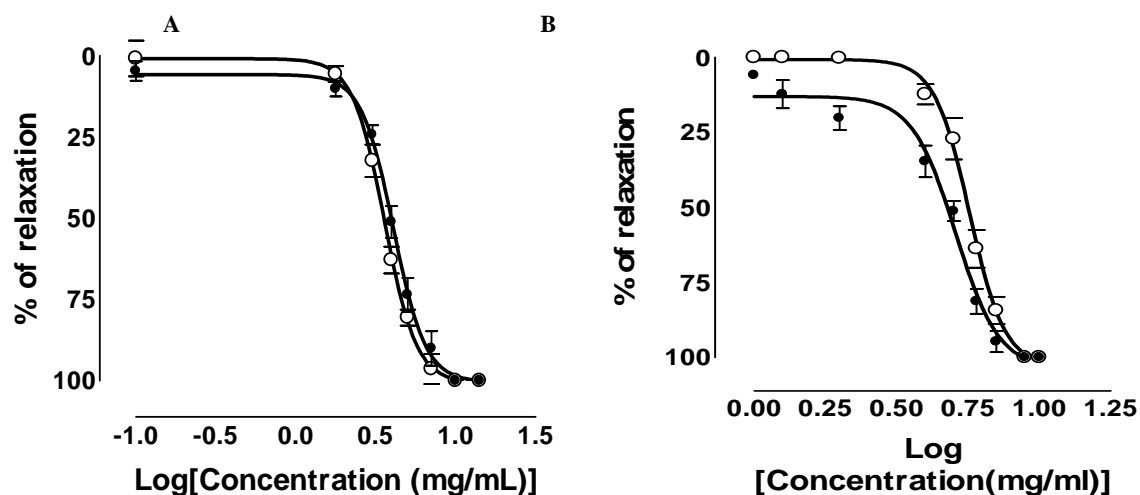 A
% of relaxation
0
25
50
75
100
-1.0 -0.5 0.0 0.5 1.0 1.5
Log[Concentration (mg/mL)]
B
% of relaxation
0
25
50
75
100
0.00 0.25 0.50 0.75 1.00 1.25
Log
[Concentration(mg/ml)]